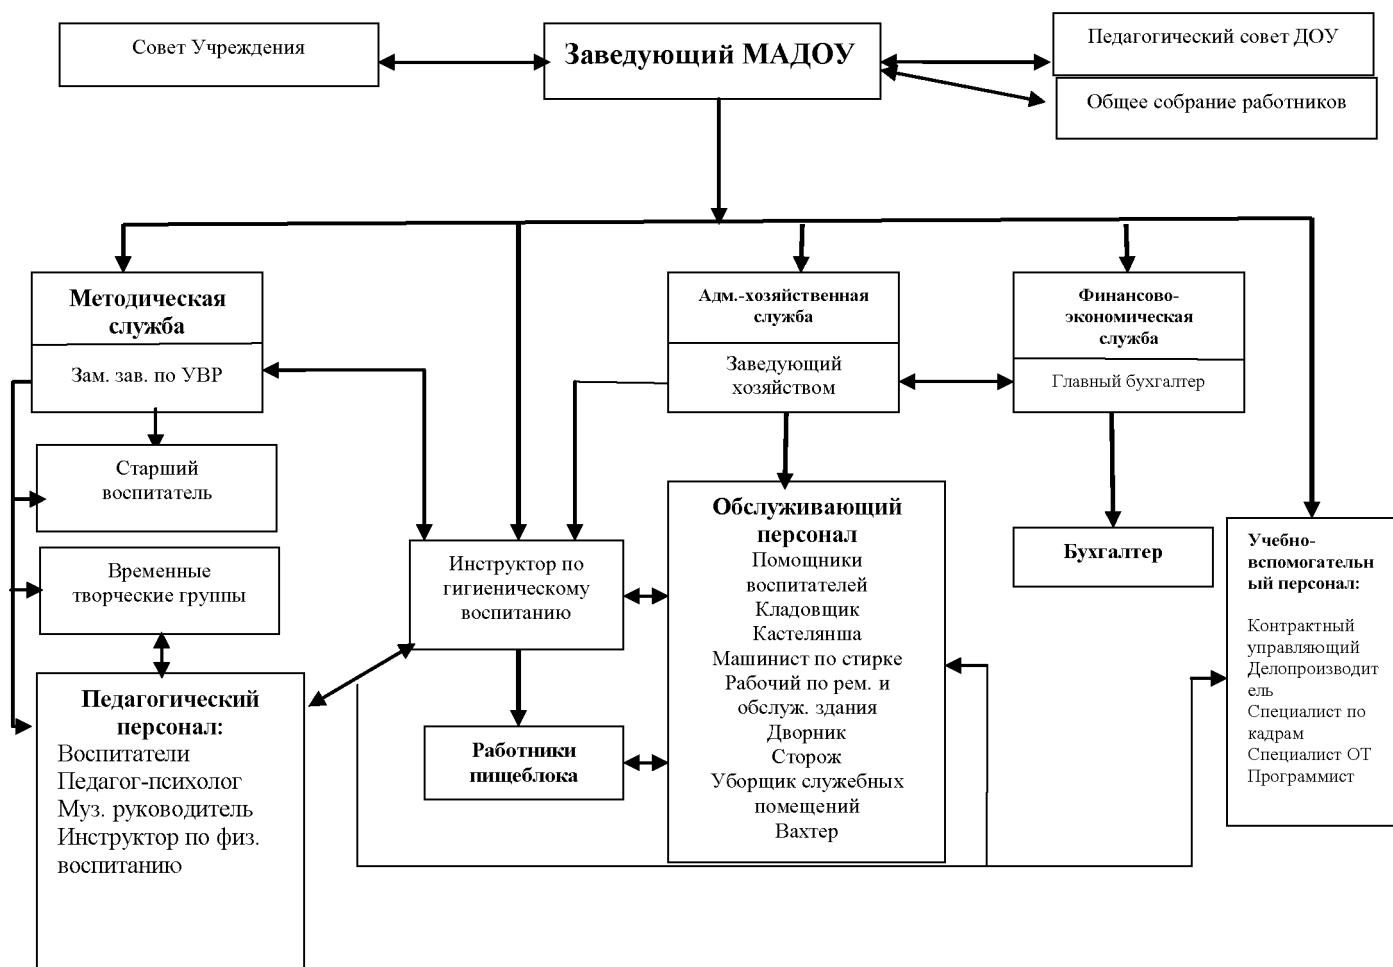 Совет Учреждения
Заведующий МАДОУ
Педагогический совет ДОУ
Общее собрание работников
Методическая
служба
Зам. зав. по УВР
Адм.-хозяйственная
служба
Заведующий
хозяйством
Финансово-
экономическая
служба
Главный бухгалтер
Старший
воспитатель
Временные
творческие группы
Педагогический
персонал:
Воспитатели
Педагог-психолог
Муз. руководитель
Инструктор по физ.
воспитанию
Инструктор по
гигиеническому
воспитанию
Работники
пищеблока
Обслуживающий
персонал
Помощники
воспитателей
Кладовщик
Кастелянша
Машинист по стирке
Рабочий по рем. и
обслуж. здания
Дворник
Сторож
Уборщик служебных
помещений
Вахтер
Бухгалтер
Учебно-
вспомогательн
ый персонал:
Контрактный
управляющий
Делопроизводит
ель
Специалист по
кадрам
Специалист ОТ
Программист